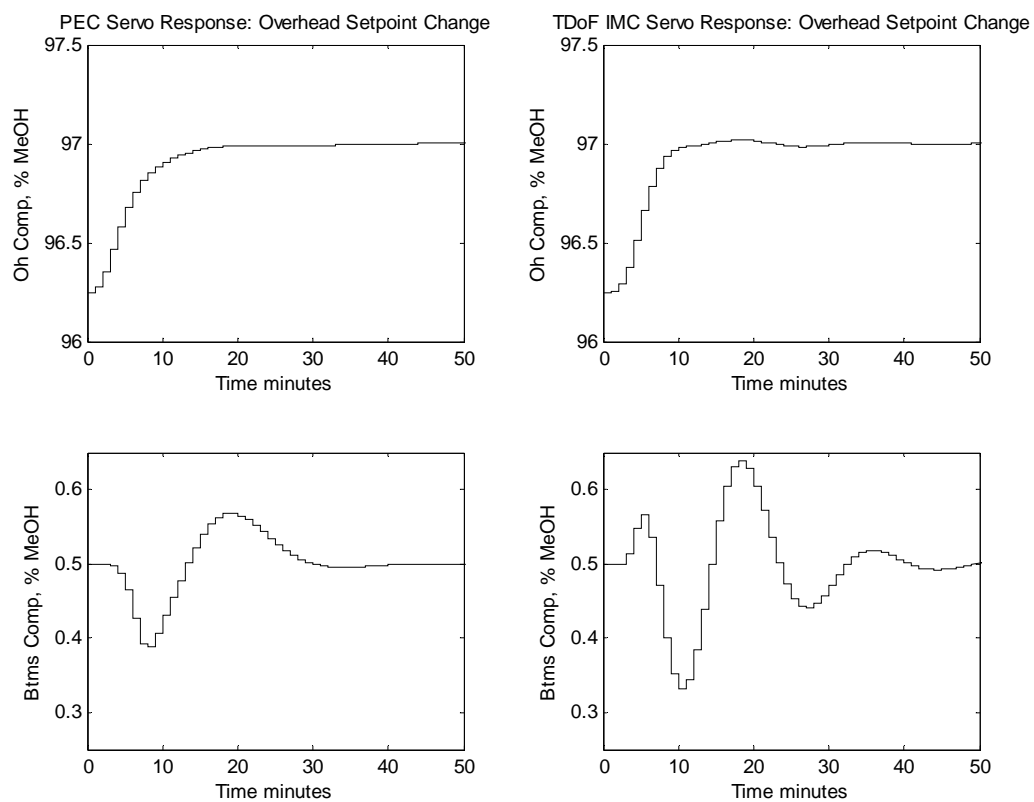 PEC Servo Response: Overhead Setpoint Change
97.5
97
96.5
96
Oh Comp, % MeOH
0 10 20 30 40 50
Time minutes
TDoF IMC Servo Response: Overhead Setpoint Change
97.5
97
96.5
96
Oh Comp, % MeOH
0 10 20 30 40 50
Time minutes
0.6
0.5
0.4
0.3
Btms Comp, % MeOH
0 10 20 30 40 50
Time minutes
0.6
0.5
0.4
0.3
Btms Comp, % MeOH
0 10 20 30 40 50
Time minutes